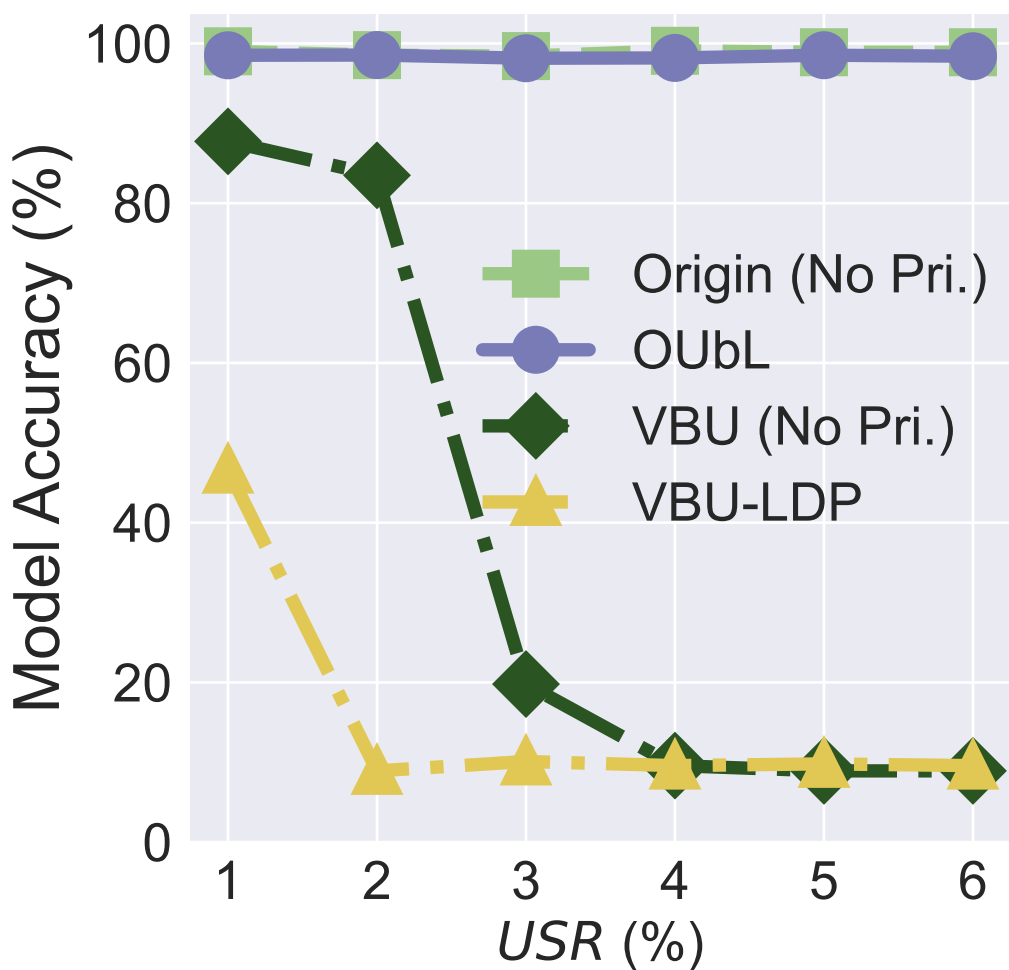 Model Accuracy (%)
100
80
60
40
20
0
Origin (No Pri.)
OUbL
VBU (No Pri.)
VBU-LDP
1 2 3 4 5 6
USR (%)